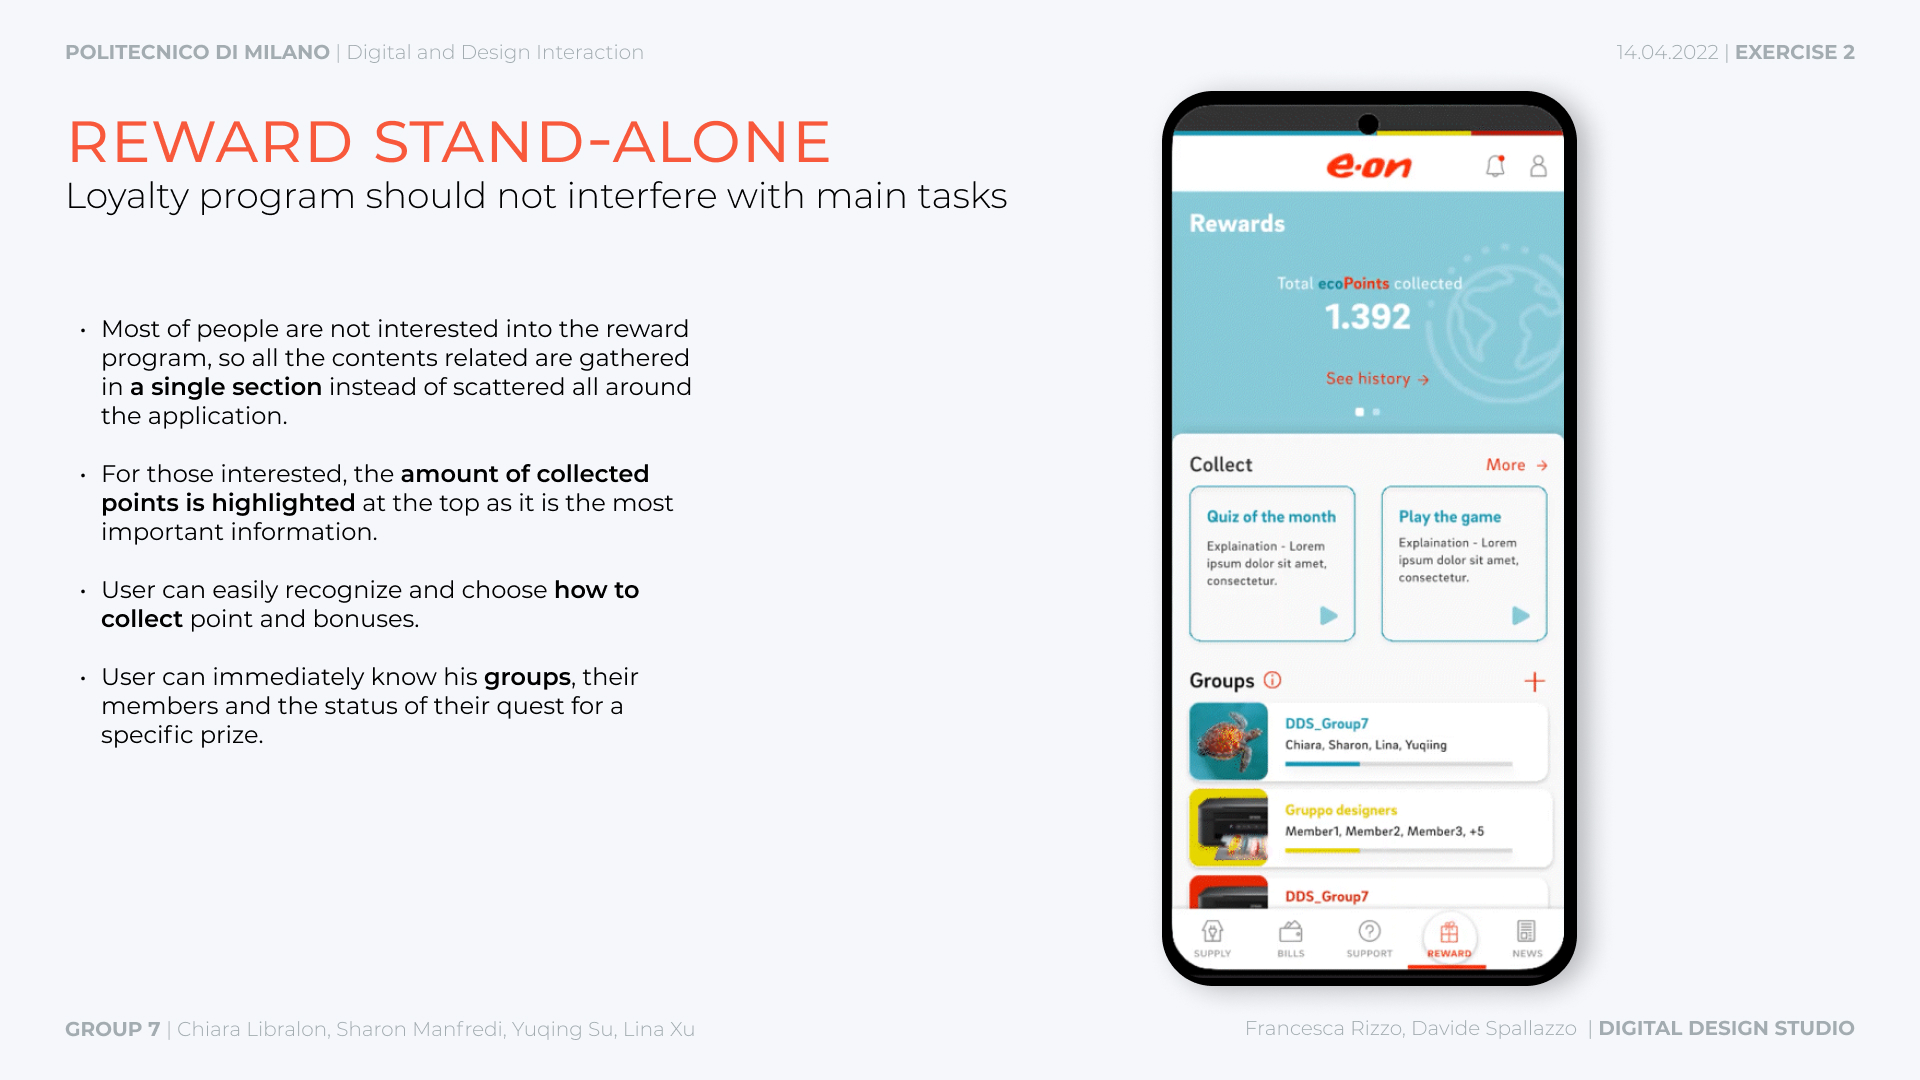 POLITECNICO DI MILANO | Digital and Design Interaction
14.04.2022 | EXERCISE 2
REWARD STAND-ALONE
Loyalty program should not interfere with main tasks
• Most of people are not interested into the reward
program, so all the contents related are gathered
in a single section instead of scattered all around
the application.
• For those interested, the amount of collected
points is highlighted at the top as it is the most
important information.
• User can easily recognize and choose how to
collect point and bonuses.
• User can immediately know his groups, their
members and the status of their quest for a
specific prize.
e·on
Rewards
Total ecoPoints collected
1.392
See history →
Collect
More →
Quiz of the month
Explaination - Lorem
ipsum dolor sit amet,
consectetur.
Play the game
Explaination - Lorem
ipsum dolor sit amet,
consectetur.
Groups
DDS_Group7
Chiara, Sharon, Lina, Yuqiing
Gruppo designers
Member1, Member2, Member3, +5
DDS_Group7
SUPPLY
BILLS
SUPPORT
REWARD
NEWS
GROUP 7 | Chiara Libralon, Sharon Manfredi, Yuqing Su, Lina Xu
Francesca Rizzo, Davide Spallazzo | DIGITAL DESIGN STUDIO